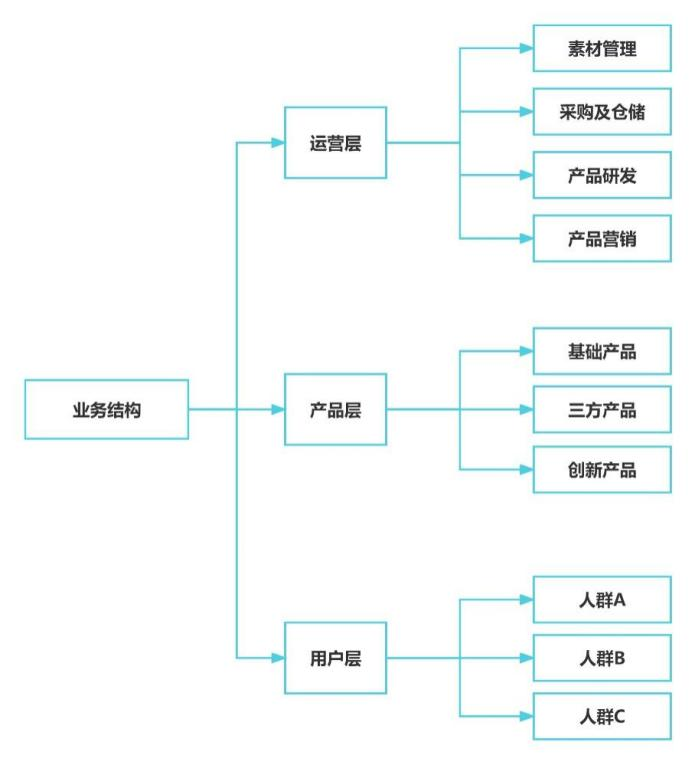 业务结构
运营层
素材管理
采购及仓储
产品研发
产品营销
产品层
基础产品
三方产品
创新产品
用户层
人群A
人群B
人群C